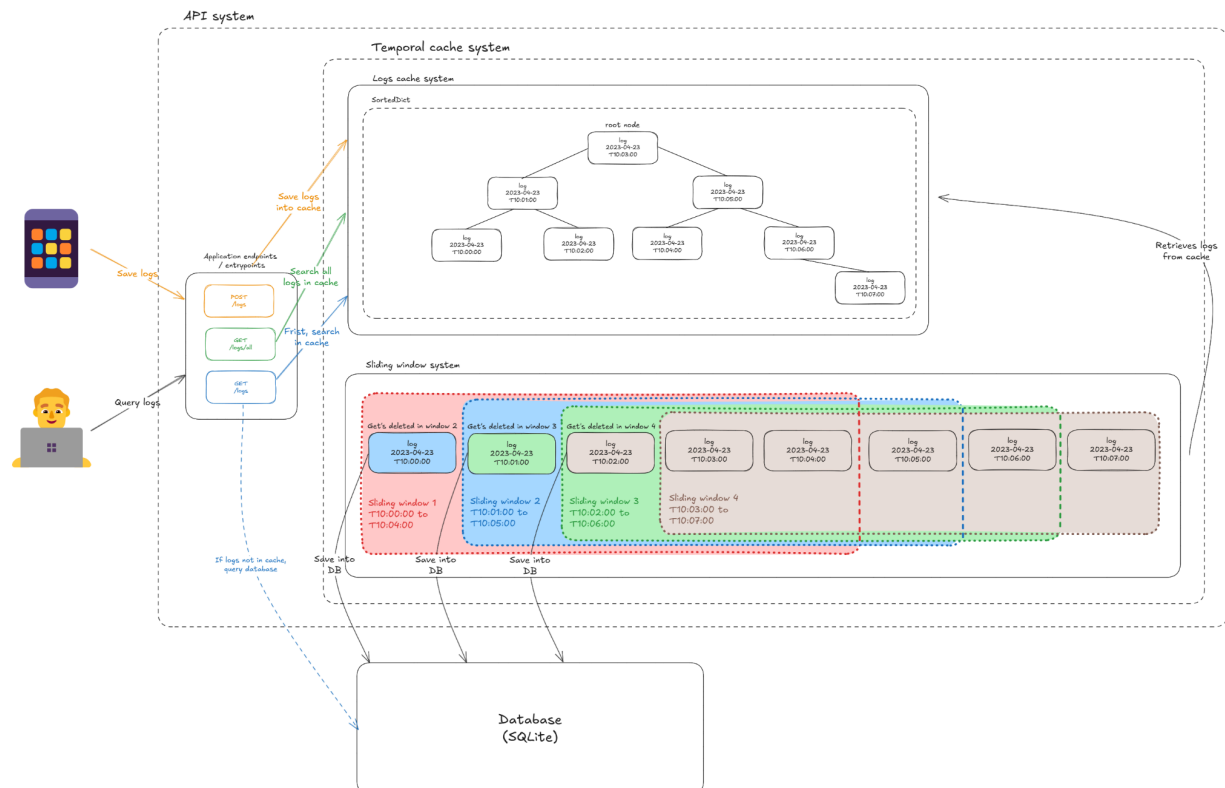 API system
Temporal cache system
Logs cache system
SortedDict
root node
log
2023-04-23
T10:03:00
log
2023-04-23
T10:01:00
log
2023-04-23
T10:05:00
log
2023-04-23
T10:00:00
log
2023-04-23
T10:02:00
log
2023-04-23
T10:04:00
log
2023-04-23
T10:06:00
log
2023-04-23
T10:07:00
Save logs
into cache
Save logs
Application endpoints
/ entrypoints
POST
/logs
GET
/logs/all
GET
/logs
Search all
logs in cache
Frist, search
in cache
Query logs
Retrieves logs
from cache
Sliding window system
Get's deleted in window 2
Get's deleted in window 3
Get's deleted in window 4
log
2023-04-23
T10:00:00
log
2023-04-23
T10:01:00
log
2023-04-23
T10:02:00
log
2023-04-23
T10:03:00
log
2023-04-23
T10:04:00
log
2023-04-23
T10:05:00
log
2023-04-23
T10:06:00
log
2023-04-23
T10:07:00
Sliding window 1
T10:00:00 to
T10:04:00
Sliding window 2
T10:01:00 to
T10:05:00
Sliding window 3
T10:02:00 to
T10:06:00
Sliding window 4
T10:03:00 to
T10:07:00
Save into
DB
Save into
DB
Save into
DB
If logs not in cache,
query database
Database
(SQLite)